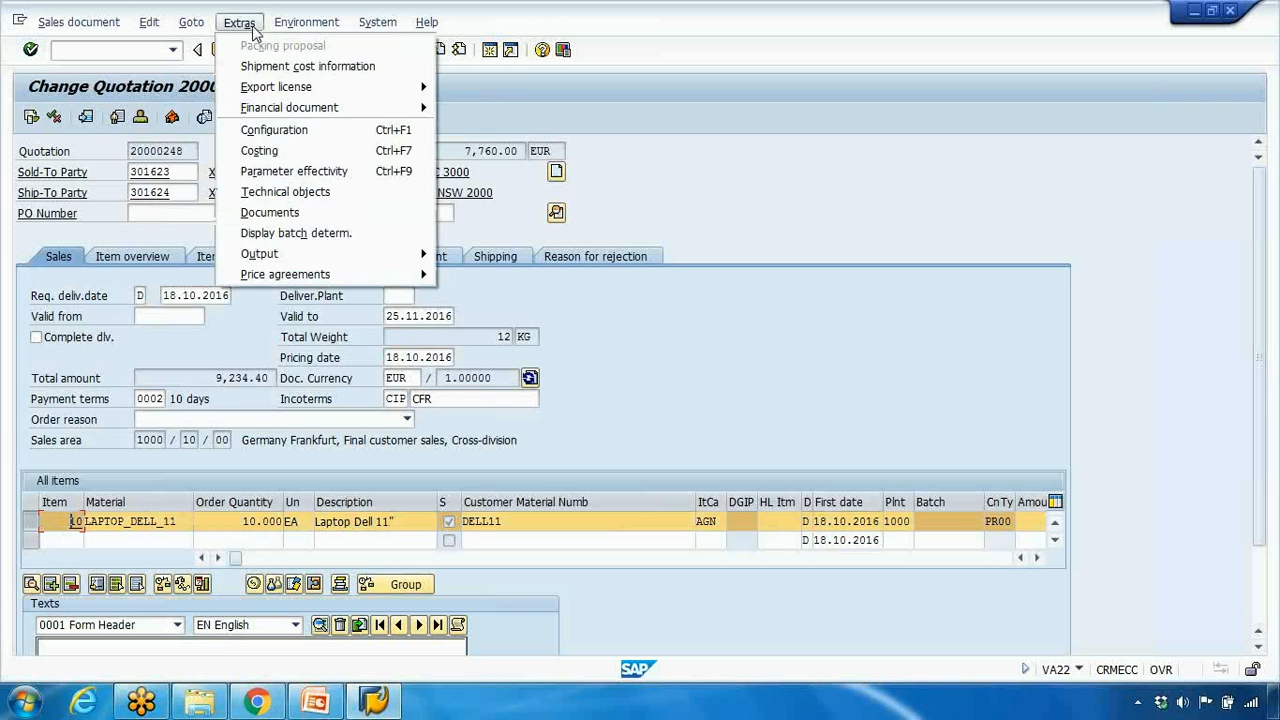 Sales document Edit Goto Extras Environment System Help
Packing proposal
Shipment cost information
Export license
Financial document
Configuration Ctrl+F1
Costing Ctrl+F7
Parameter effectivity Ctrl+F9
Technical objects
Documents
Display batch determ.
Output
Price agreements
Change Quotation 2000
Quotation 20000248 7,760.00 EUR
Sold-To Party 301623 C 3000
Ship-To Party 301624 NSW 2000
PO Number
Sales Item overview Shipping Reason for rejection
Req. deliv.date D 18.10.2016 Deliver.Plant
Valid from Valid to 25.11.2016
Complete dlv. Total Weight 12 KG
Pricing date 18.10.2016
Total amount 9,234.40 Doc. Currency EUR / 1.00000
Payment terms 0002 10 days Incoterms CIP CFR
Order reason
Sales area 1000 / 10 / 00 Germany Frankfurt, Final customer sales, Cross-division
All items
Item Material Order Quantity Un Description S Customer Material Numb ItCa DGIP HL Itm D First date Plnt Batch CnTy Amou
10 LAPTOP_DELL_11 10.000 EA Laptop Dell 11" DELL11 AGN D 18.10.2016 1000 PR00
D 18.10.2016
Group
Texts
0001 Form Header EN English
SAP VA22 CRMECC OVR